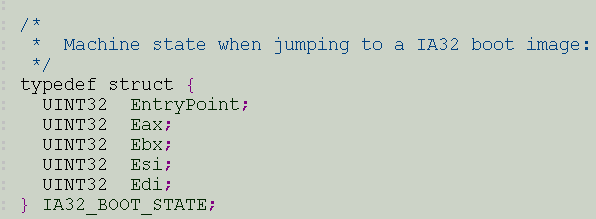 /*
 *  Machine state when jumping to a IA32 boot image:
 */
typedef struct {
  UINT32  EntryPoint;
  UINT32  Eax;
  UINT32  Ebx;
  UINT32  Esi;
  UINT32  Edi;
} IA32_BOOT_STATE;